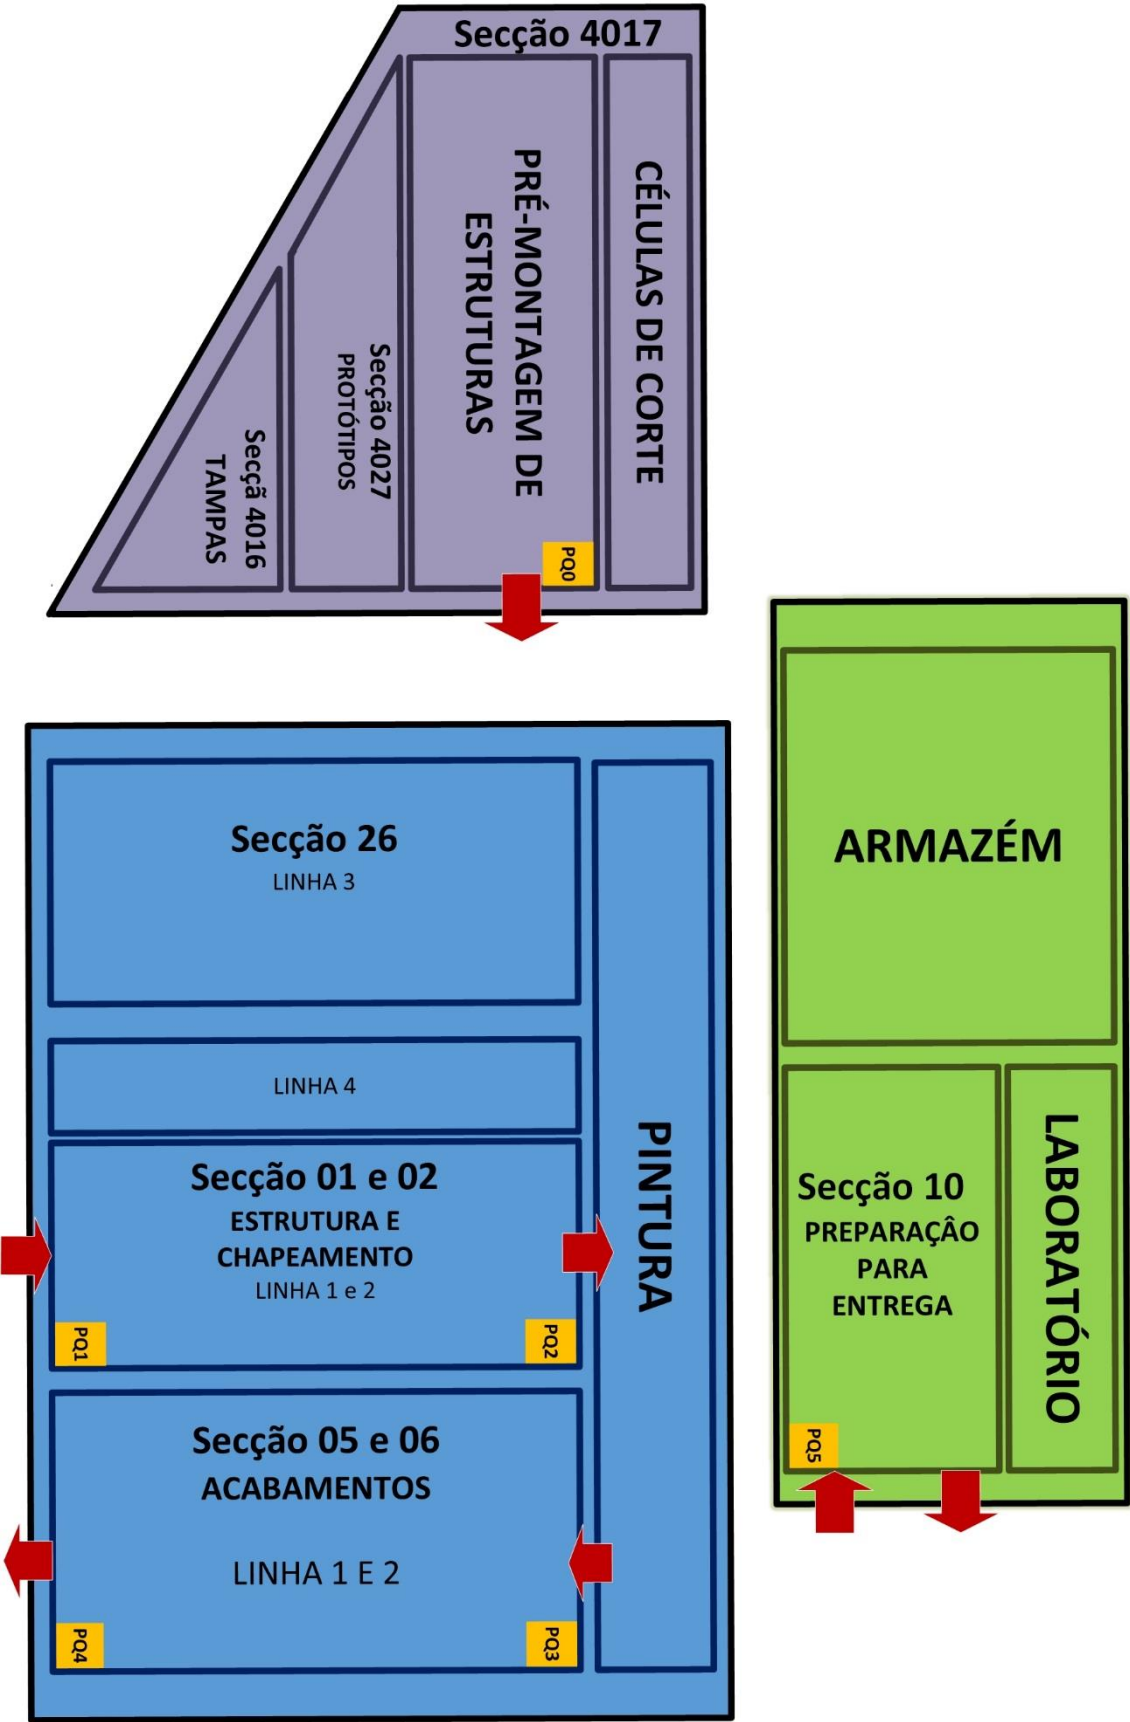 Secção 4017
CÉLULAS DE CORTE
PRÉ-MONTAGEM DE
ESTRUTURAS
PQ0
Secção 4027
PROTÓTIPOS
Secçã 4016
TAMPAS
Secção 26
LINHA 3
LINHA 4
Secção 01 e 02
ESTRUTURA E
CHAPEAMENTO
LINHA 1 e 2
PQ1
PQ2
Secção 05 e 06
ACABAMENTOS
LINHA 1 E 2
PQ4
PQ3
PINTURA
ARMAZÉM
Secção 10
PREPARAÇÂO
PARA
ENTREGA
PQ5
LABORATÓRIO